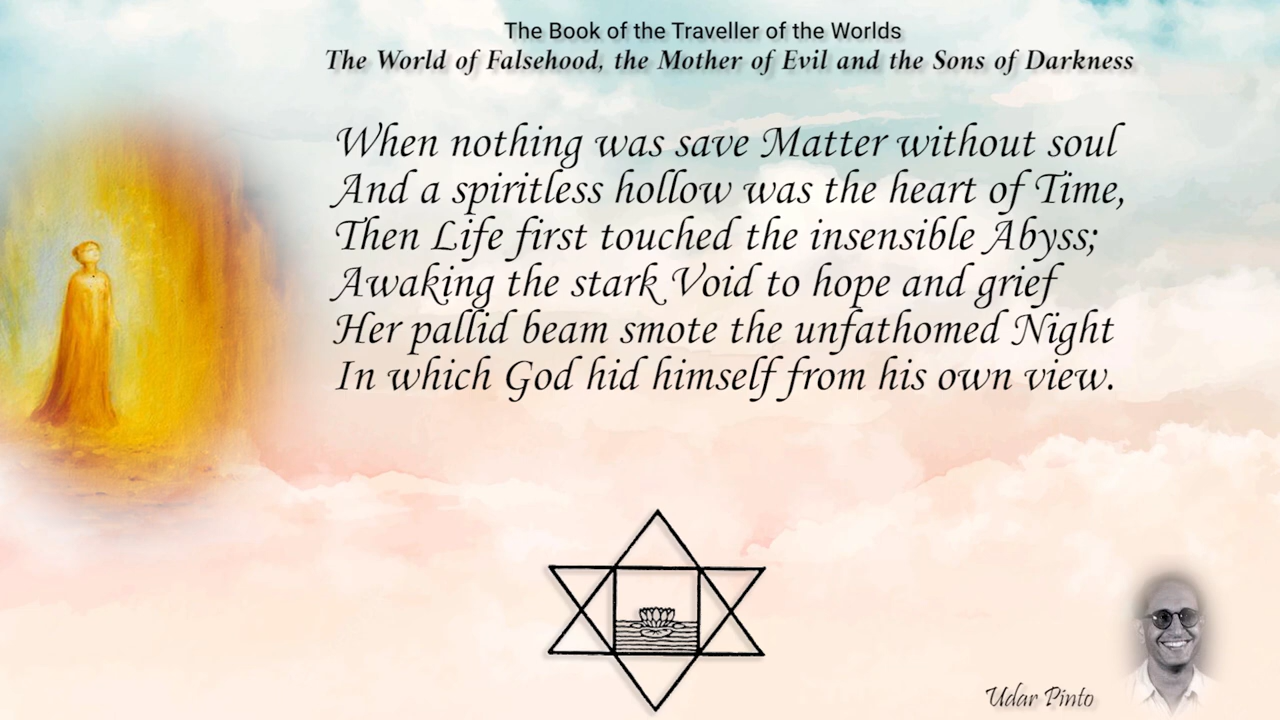 The Book of the Traveller of the Worlds
The World of Falsehood, the Mother of Evil and the Sons of Darkness
When nothing was save Matter without soul
And a spiritless hollow was the heart of Time,
Then Life first touched the insensible Abyss;
Awaking the stark Void to hope and grief
Her pallid beam smote the unfathomed Night
In which God hid himself from his own view.
Udar Pinto